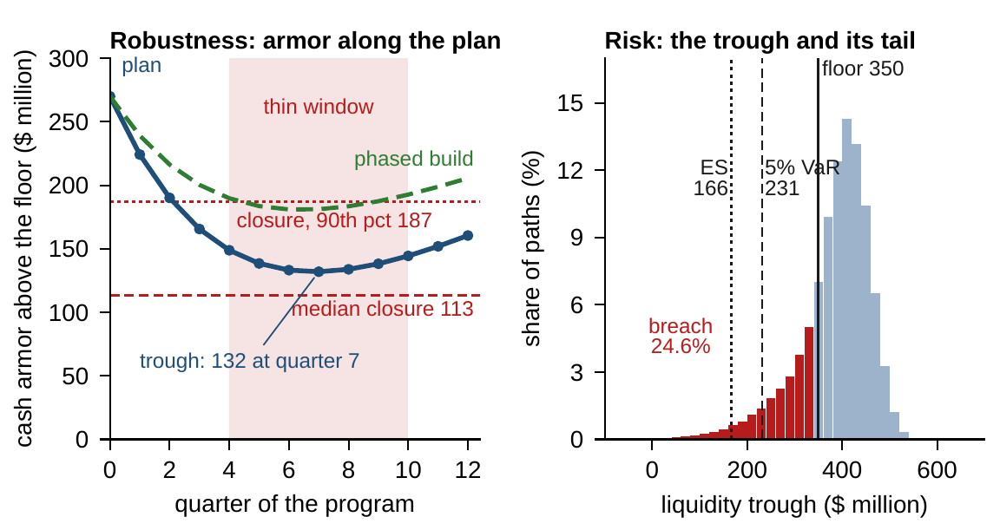 Robustness: armor along the plan
cash armor above the floor ($ million)
300
250
200
150
100
50
0
plan
thin window
phased build
closure, 90th pct 187
median closure 113
trough: 132 at quarter 7
0 2 4 6 8 10 12
quarter of the program
Risk: the trough and its tail
share of paths (%)
15
12
9
6
3
0
floor 350
ES
166
5% VaR
231
breach
24.6%
0 200 400 600
liquidity trough ($ million)